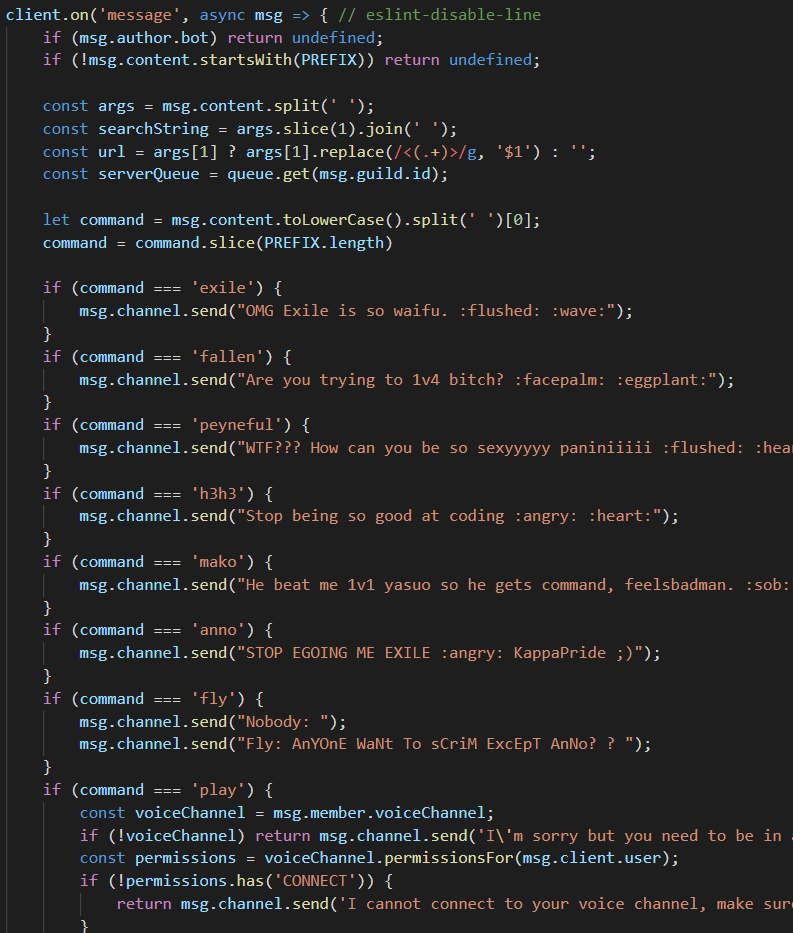 client.on('message', async msg => { // eslint-disable-line
if (msg.author.bot) return undefined;
if (!msg.content.startsWith(PREFIX)) return undefined;
const args = msg.content.split(' ');
const searchString = args.slice(1).join(' ');
const url = args[1] ? args[1].replace(/<(.+)>/g, '$1') : '';
const serverQueue = queue.get(msg.guild.id);
let command = msg.content.toLowerCase().split(' ')[0];
command = command.slice(PREFIX.length)
if (command === 'exile') {
msg.channel.send("OMG Exile is so waifu. :flushed: :wave:");
}
if (command === 'fallen') {
msg.channel.send("Are you trying to 1v4 bitch? :facepalm: :eggplant:");
}
if (command === 'peyneful') {
msg.channel.send("WTF??? How can you be so sexyyyyy paniniiiii :flushed: :hear
}
if (command === 'h3h3') {
msg.channel.send("Stop being so good at coding :angry: :heart:");
}
if (command === 'mako') {
msg.channel.send("He beat me 1v1 yasuo so he gets command, feelsbadman. :sob:
}
if (command === 'anno') {
msg.channel.send("STOP EGOING ME EXILE :angry: KappaPride ;)");
}
if (command === 'fly') {
msg.channel.send("Nobody: ");
msg.channel.send("Fly: AnYOnE WaNt To sCriM ExcEpT AnNo? ? ");
}
if (command === 'play') {
const voiceChannel = msg.member.voiceChannel;
if (!voiceChannel) return msg.channel.send('I\'m sorry but you need to be in
const permissions = voiceChannel.permissionsFor(msg.client.user);
if (!permissions.has('CONNECT')) {
return msg.channel.send('I cannot connect to your voice channel, make sure
}